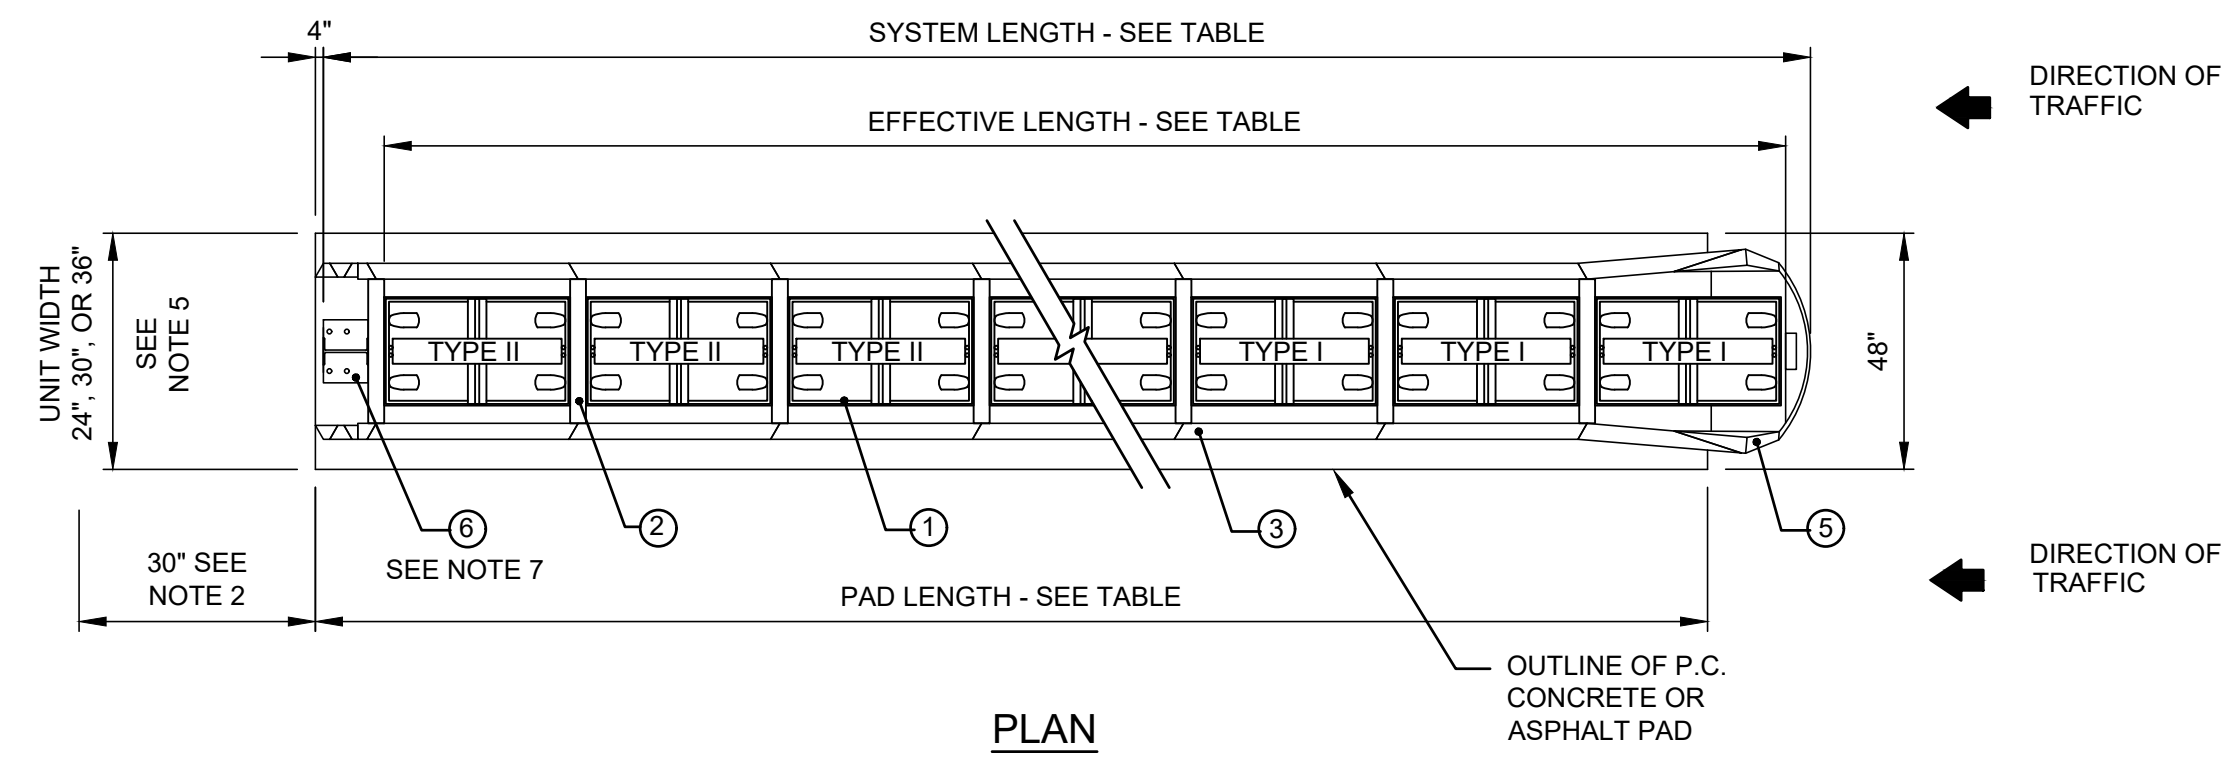 4"
SYSTEM LENGTH - SEE TABLE
DIRECTION OF
TRAFFIC
EFFECTIVE LENGTH - SEE TABLE
UNIT WIDTH
24", 30", OR 36"
SEE
NOTE 5
TYPE II
TYPE II
TYPE II
TYPE I
TYPE I
TYPE I
48"
6
2
1
3
5
SEE NOTE 7
30" SEE
NOTE 2
PAD LENGTH - SEE TABLE
DIRECTION OF
TRAFFIC
OUTLINE OF P.C.
CONCRETE OR
ASPHALT PAD
PLAN